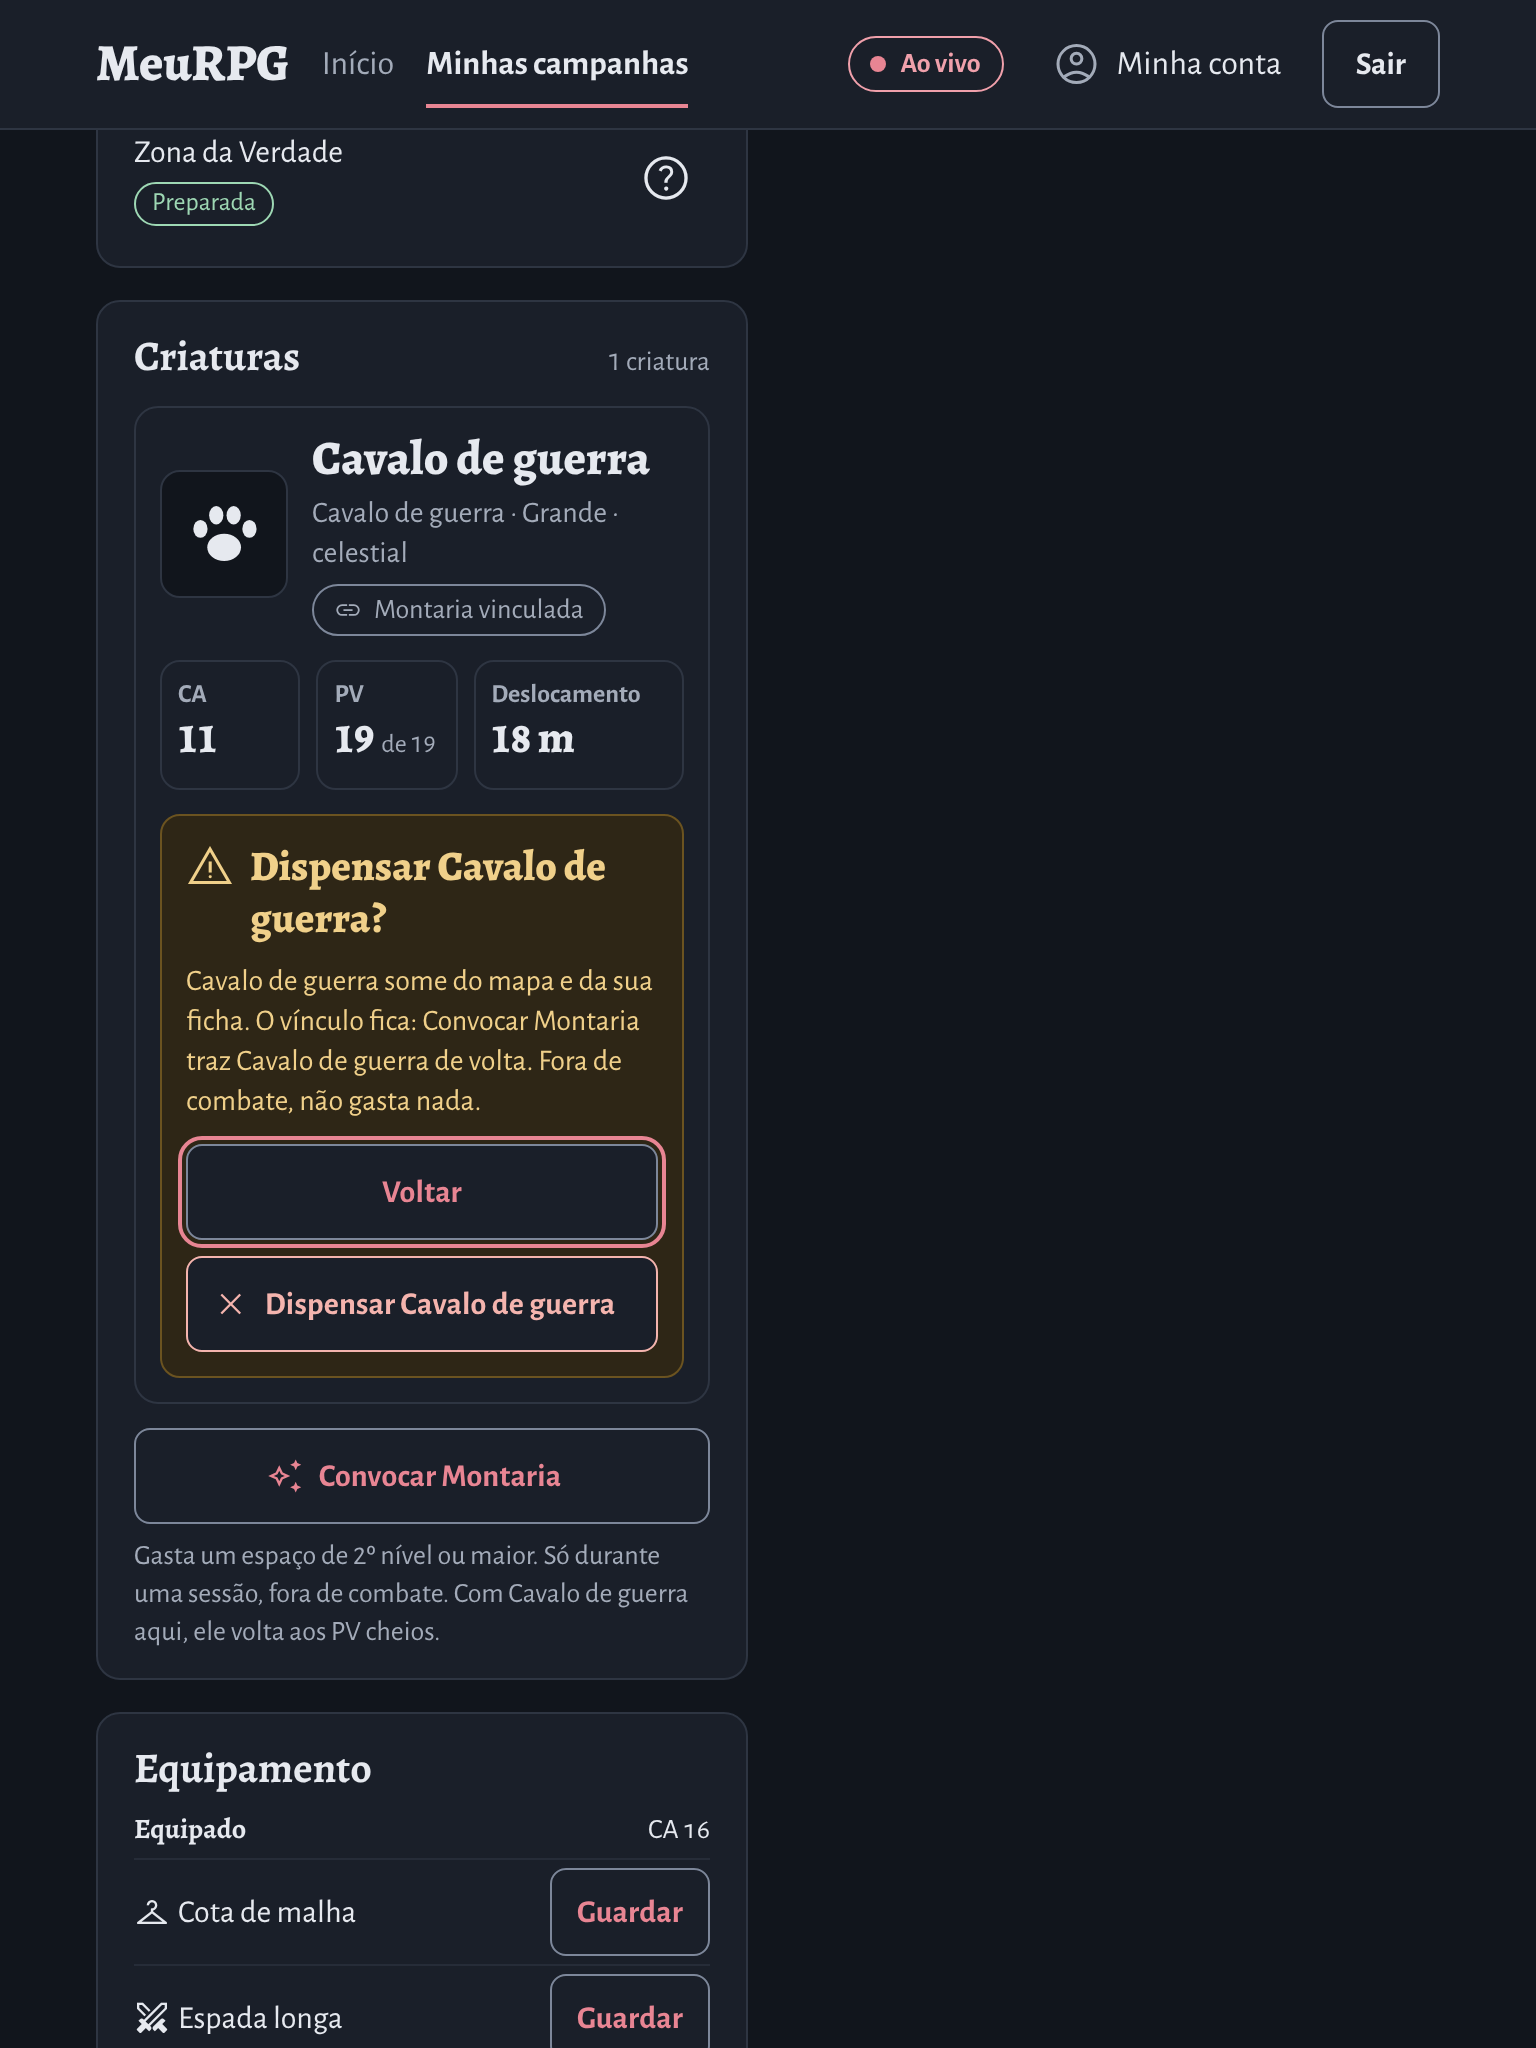 MeuRPG Início Minhas campanhas Ao vivo Minha conta Sair
Zona da Verdade
Preparada
Criaturas 1 criatura
Cavalo de guerra
Cavalo de guerra · Grande ·
celestial
Montaria vinculada
CA PV Deslocamento
11 19 de 19 18 m
Dispensar Cavalo de
guerra?
Cavalo de guerra some do mapa e da sua
ficha. O vínculo fica: Convocar Montaria
traz Cavalo de guerra de volta. Fora de
combate, não gasta nada.
Voltar
Dispensar Cavalo de guerra
Convocar Montaria
Gasta um espaço de 2º nível ou maior. Só durante
uma sessão, fora de combate. Com Cavalo de guerra
aqui, ele volta aos PV cheios.
Equipamento
Equipado CA 16
Cota de malha Guardar
Espada longa Guardar